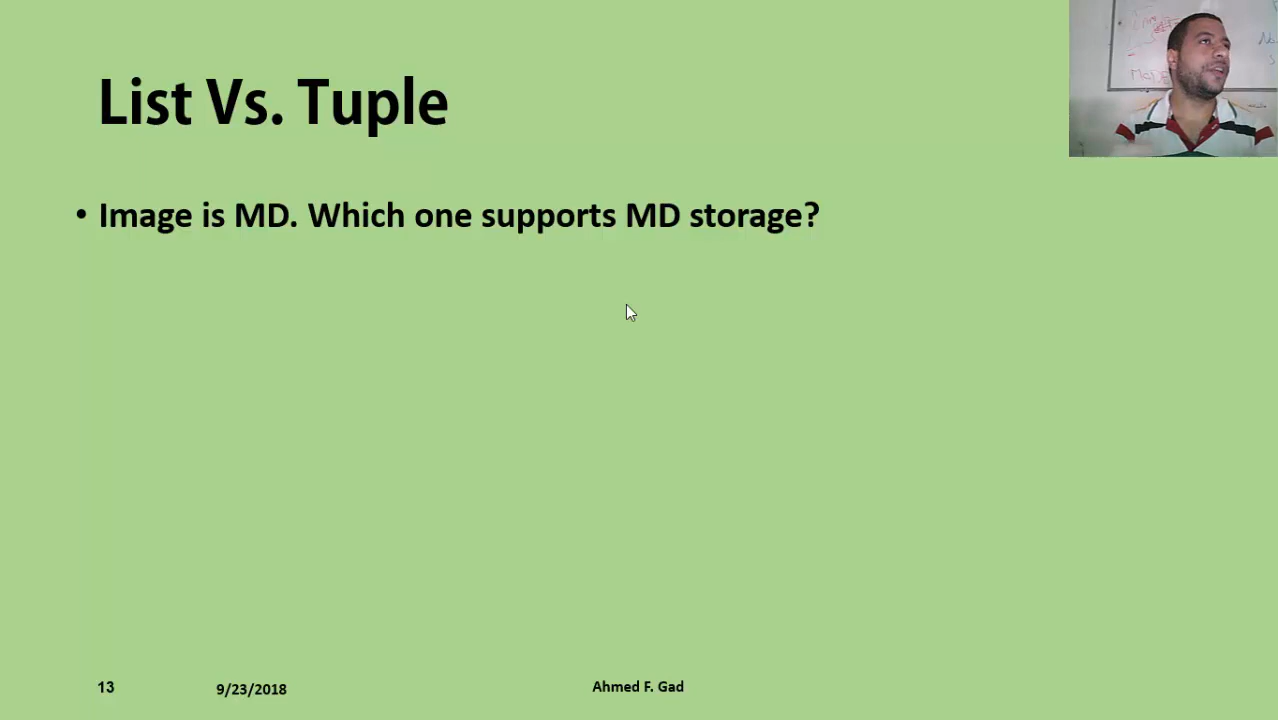 List Vs. Tuple
• Image is MD. Which one supports MD storage?
13
9/23/2018
Ahmed F. Gad